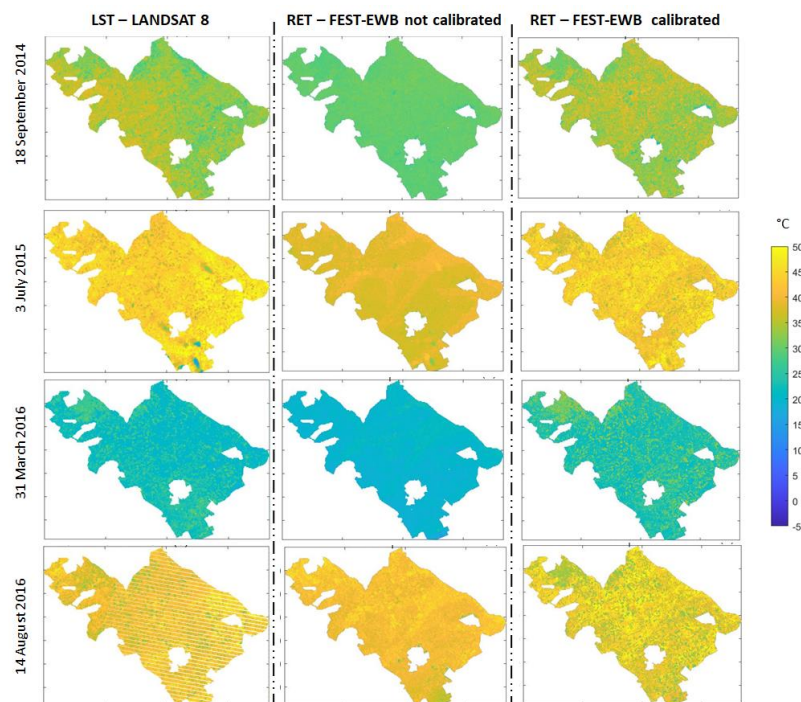 LST – LANDSAT 8
RET – FEST-EWB not calibrated
RET – FEST-EWB calibrated
18 September 2014
3 July 2015
31 March 2016
14 August 2016
°C
50
45
40
35
30
25
20
15
10
5
0
-5